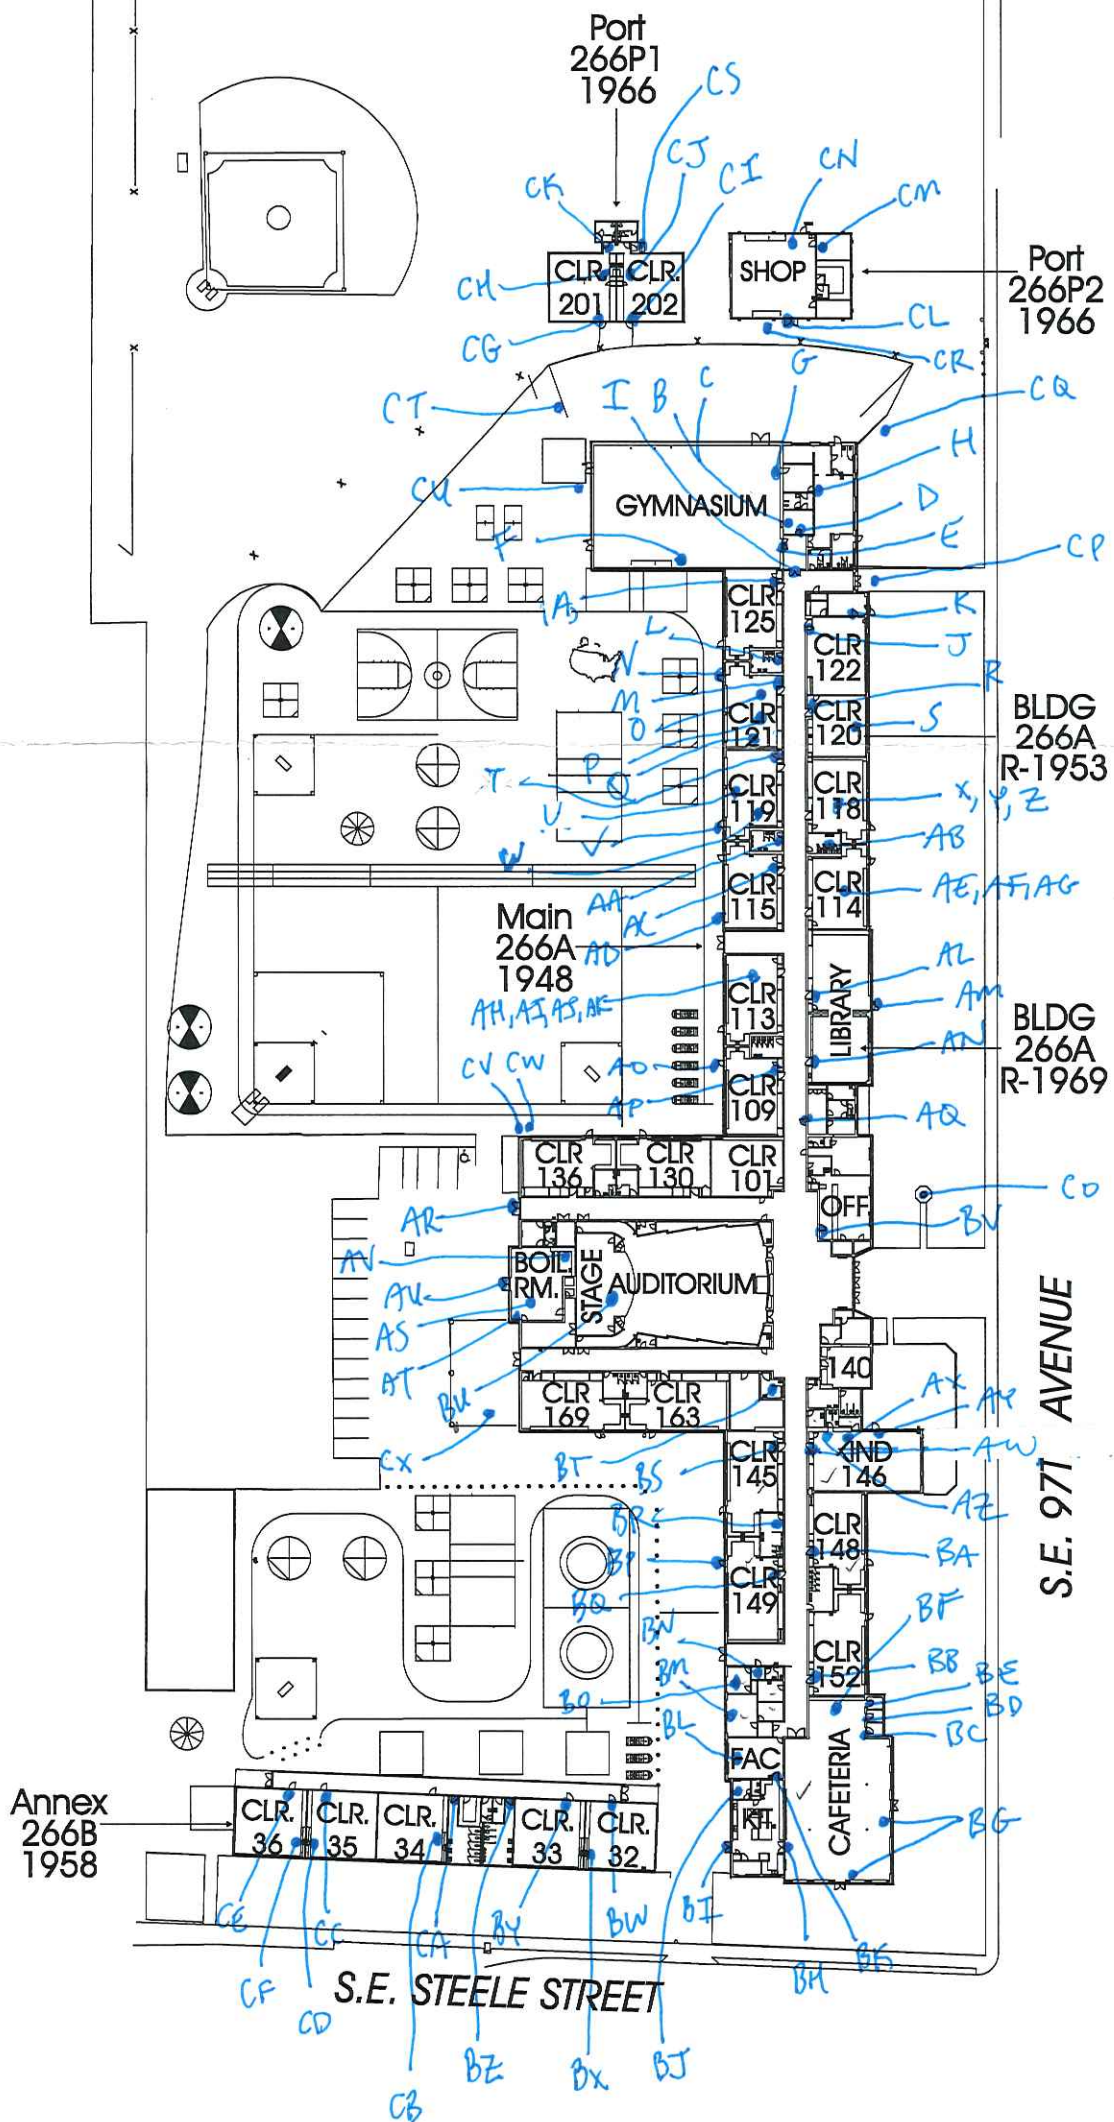 Port
266P1
1966
CS
CJ
CI
CK
CN
CM
CLR.
201
CLR.
202
SHOP
Port
266P2
1966
CH
CG
CL
CR
CT
I
B
C
G
CQ
H
CU
GYMNASIUM
D
F
E
CP
A
CLR
125
K
L
J
CLR
122
N
M
R
O
CLR
121
CLR
120
S
BLDG
266A
R-1953
P
Q
T
CLR
119
CLR
118
X, Y, Z
U
V
AB
W
AA
CLR
115
CLR
114
AE, AF, AG
AC
Main
266A
1948
AD
AL
LIBRARY
AM
CLR
113
AH, AI, AJ, AK
BLDG
266A
R-1969
AN
CV
CW
AO
AP
CLR
109
AQ
CLR
136
CLR
130
CLR
101
CO
OFF
AR
BV
AV
BOIL.
RM.
STAGE
AUDITORIUM
AU
AS
AT
BU
140
AX
AY
CLR
169
CLR
163
CX
BT
BS
CLR
145
KIND
146
AW
AZ
S.E. 97T AVENUE
BR
CLR
148
BA
BP
BQ
CLR
149
BF
BN
CLR
152
BB
BE
BM
BD
BO
BC
BL
FAC
CAFETERIA
BG
Annex
266B
1958
CLR.
36
CLR.
35
CLR.
34
CLR.
33
CLR.
32
KIT.
CE
CC
CA
BY
BW
BI
BK
BH
CF
CD
S.E. STEELE STREET
CB
BZ
BX
BJ